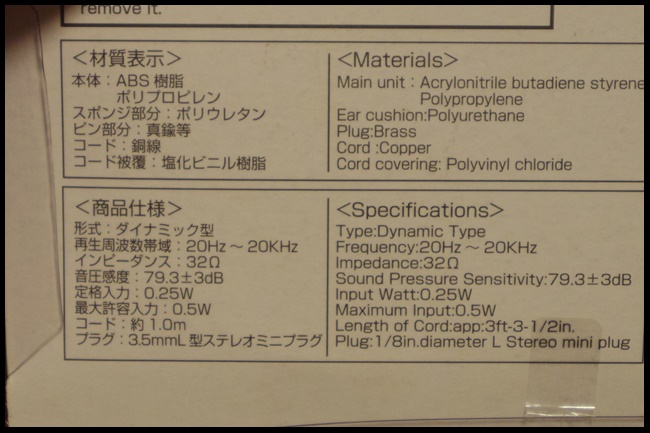 remove it.
＜材質表示＞
本体：ABS樹脂
ポリプロピレン
スポンジ部分：ポリウレタン
ピン部分：真鍮等
コード：銅線
コード被覆：塩化ビニル樹脂
＜Materials＞
Main unit：Acrylonitrile butadiene styrene
Polypropylene
Ear cushion:Polyurethane
Plug:Brass
Cord :Copper
Cord covering: Polyvinyl chloride
＜商品仕様＞
形式：ダイナミック型
再生周波数帯域：20Hz～20KHz
インピーダンス：32Ω
音圧感度：79.3±3dB
定格入力：0.25W
最大許容入力：0.5W
コード：約1.0m
プラグ：3.5mmL型ステレオミニプラグ
＜Specifications＞
Type:Dynamic Type
Frequency:20Hz～20KHz
Impedance:32Ω
Sound Pressure Sensitivity:79.3±3dB
Input Watt:0.25W
Maximum Input:0.5W
Length of Cord:app:3ft-3-1/2in.
Plug:1/8in.diameter L Stereo mini plug